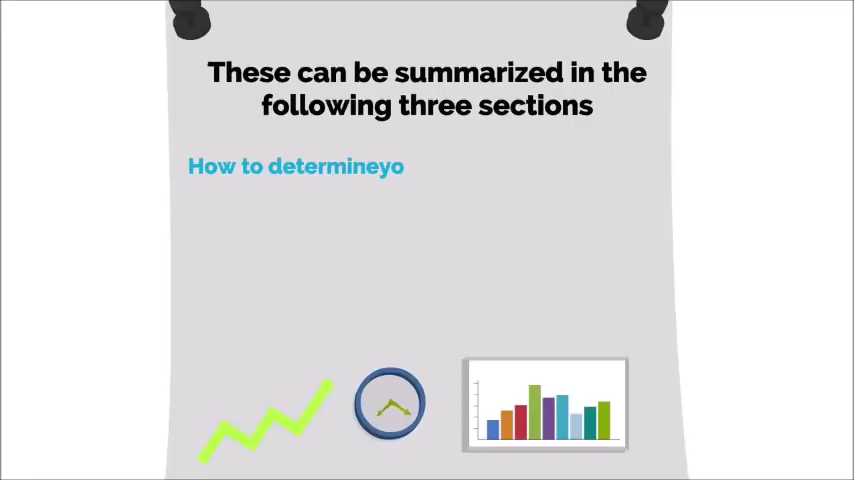 These can be summarized in the
following three sections
How to determineyo